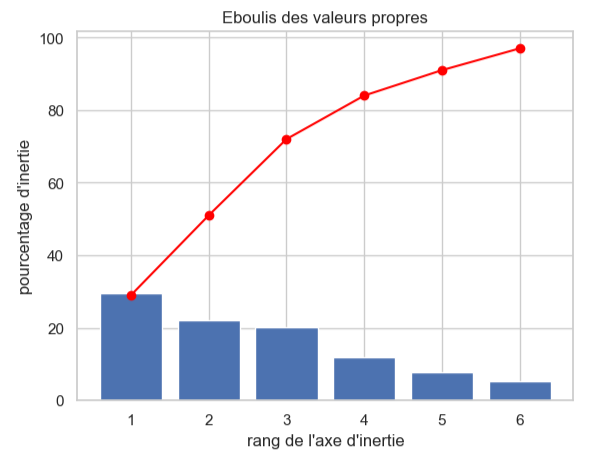 Eboulis des valeurs propres
pourcentage d'inertie
100
80
60
40
20
0
1 2 3 4 5 6
rang de l'axe d'inertie